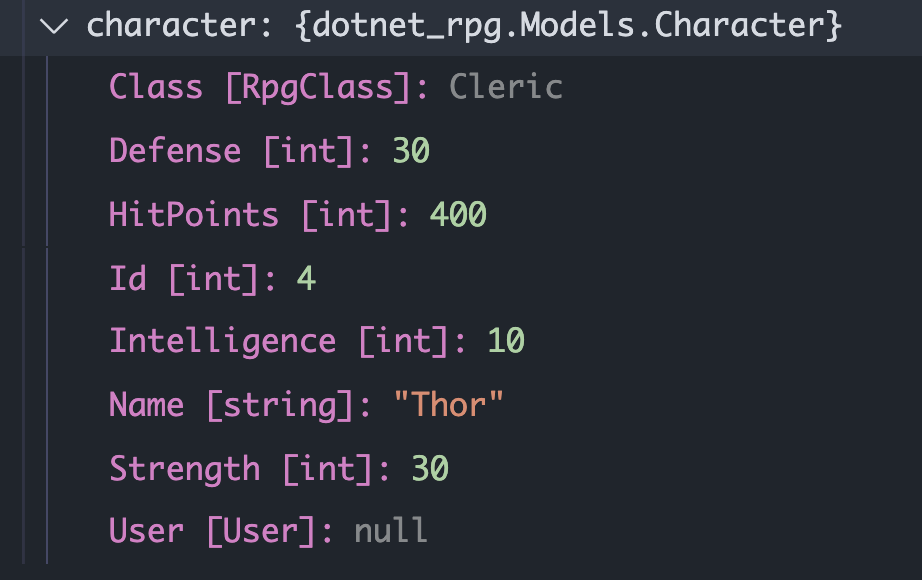 character: {dotnet_rpg.Models.Character}
Class [RpgClass]: Cleric
Defense [int]: 30
HitPoints [int]: 400
Id [int]: 4
Intelligence [int]: 10
Name [string]: "Thor"
Strength [int]: 30
User [User]: null